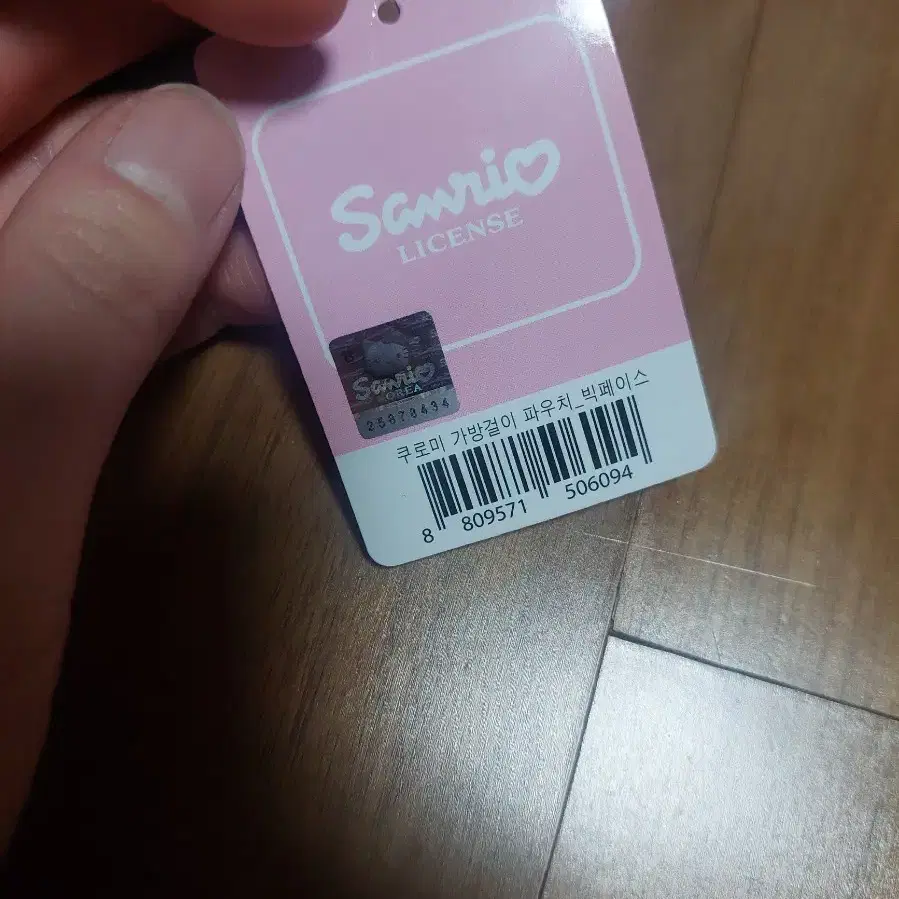 Sanrio
LICENSE
Sanrio
KOREA
쿠로미 가방걸이 파우치_빅페이스
8 809571 506094